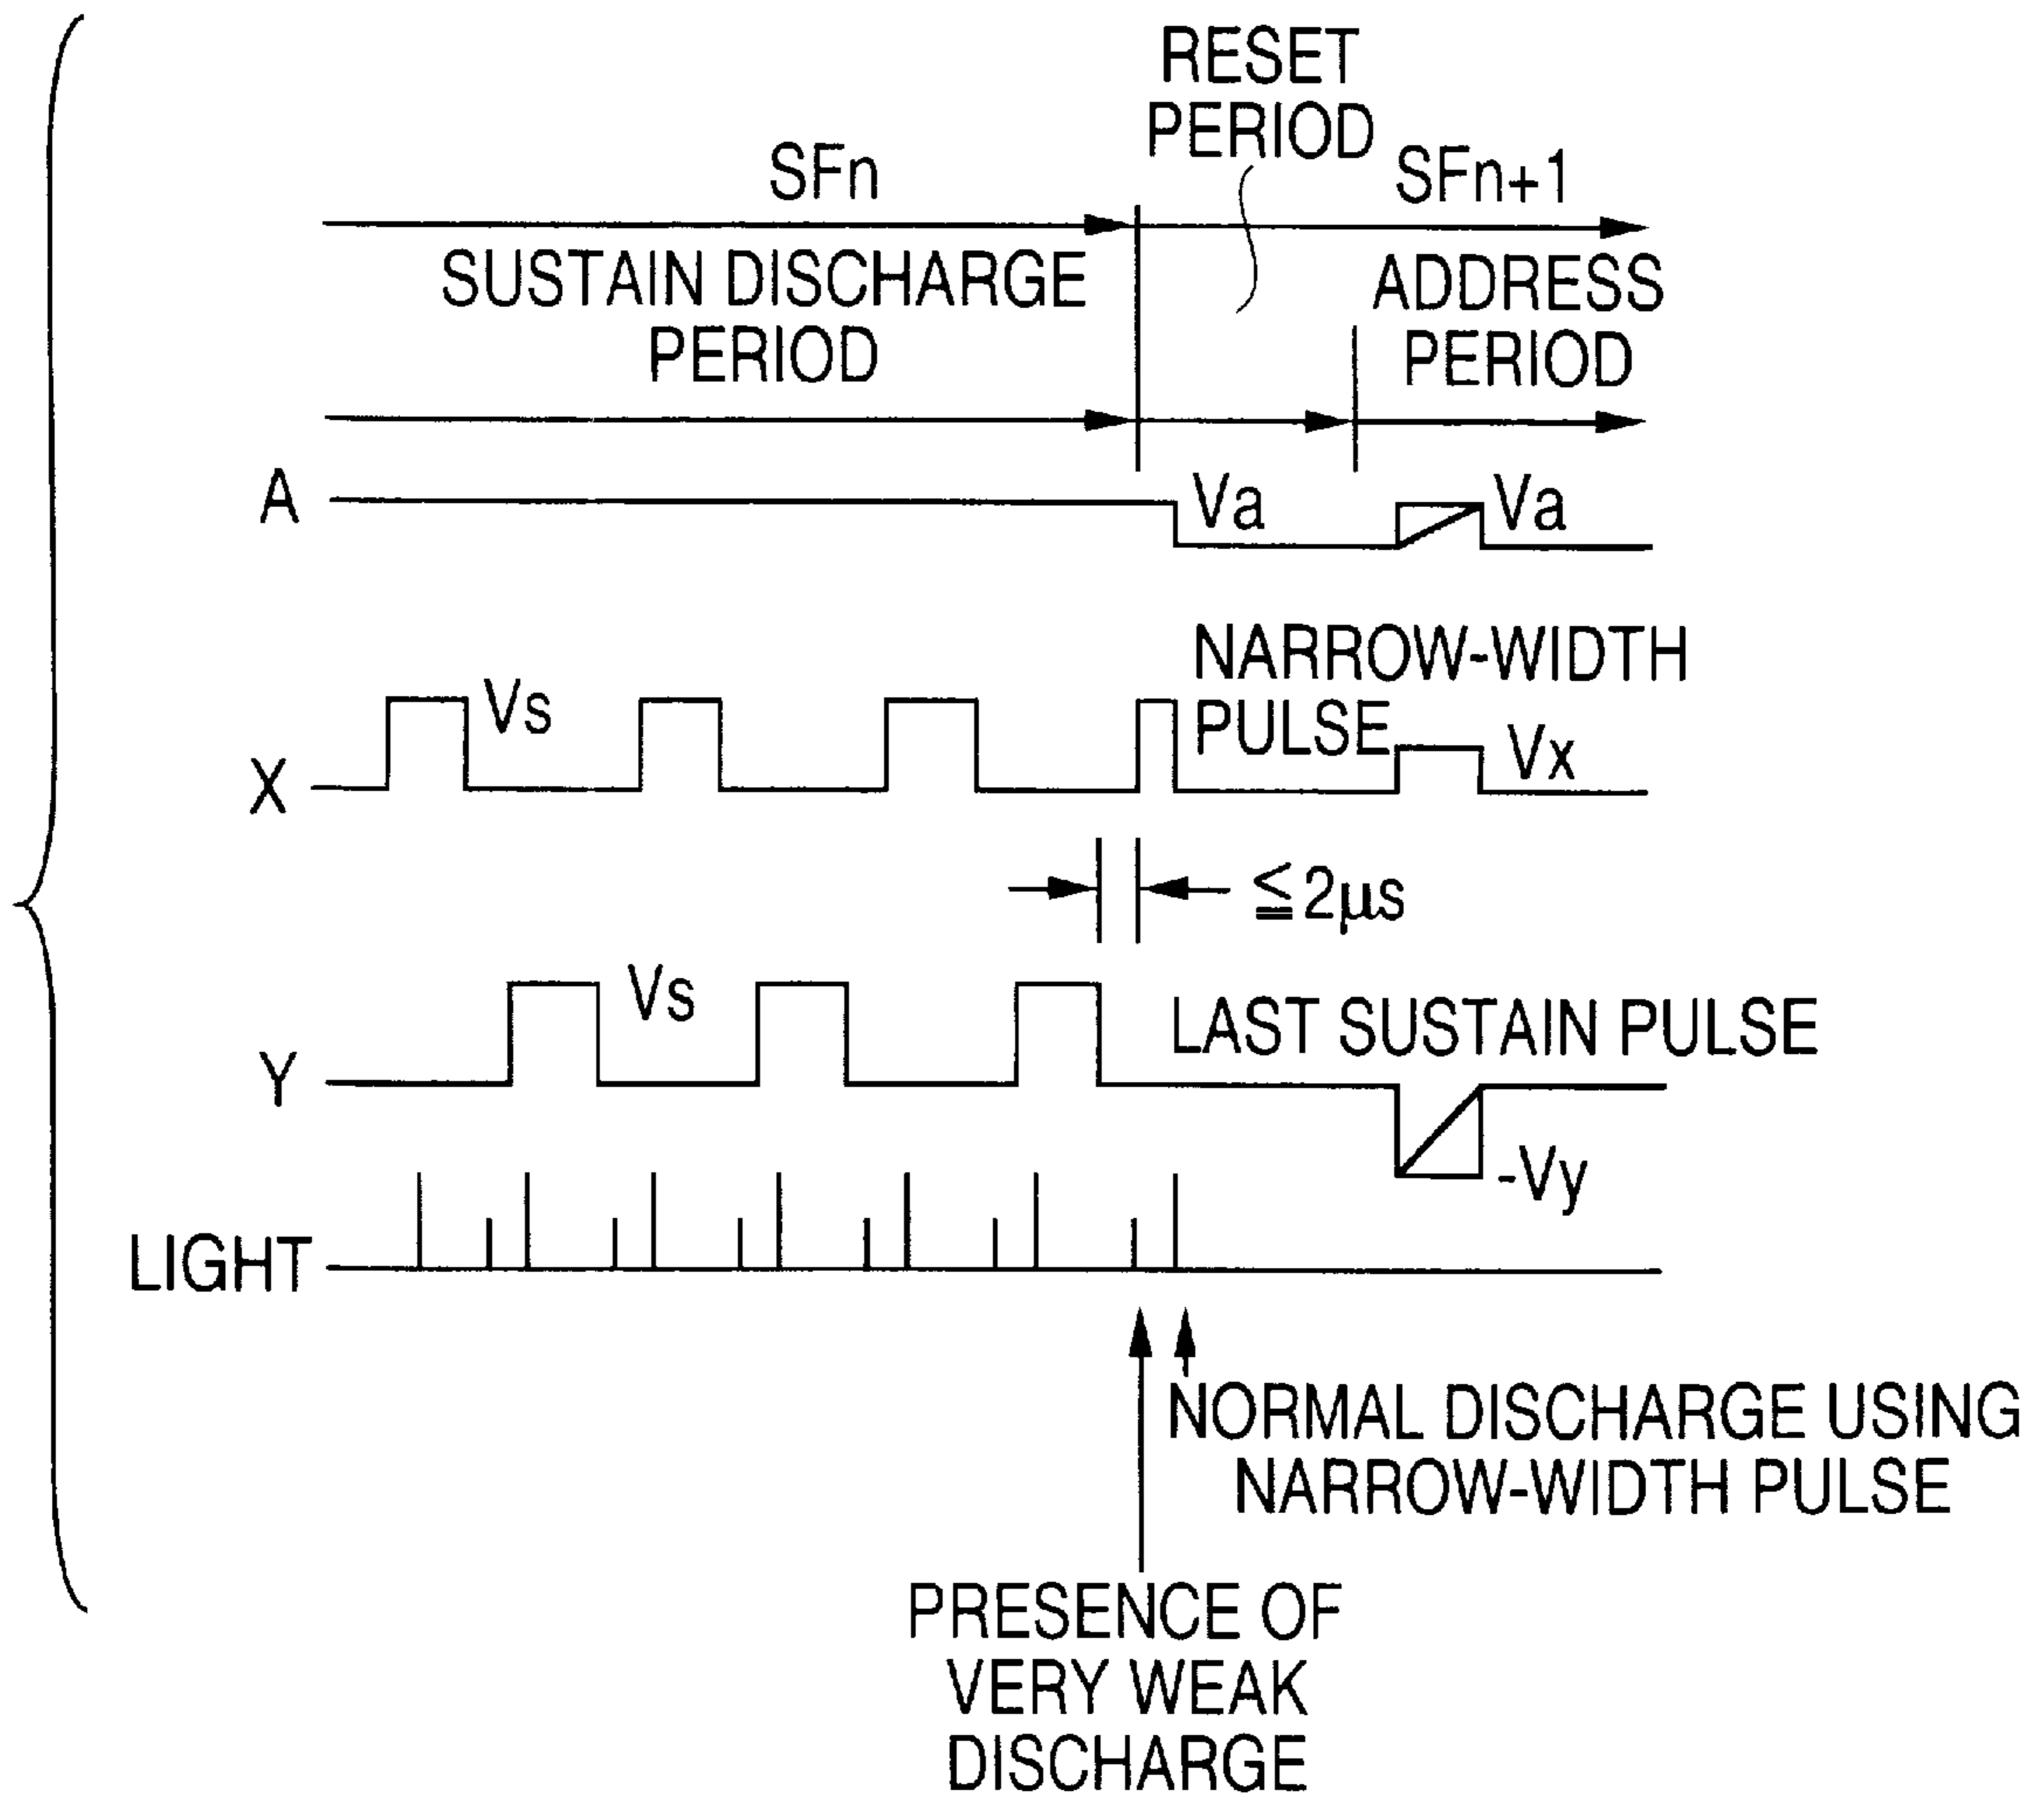 RESET
PERIOD
SFn
SFn+1
SUSTAIN DISCHARGE
PERIOD
ADDRESS
PERIOD
A
Va
Va
NARROW-WIDTH
PULSE
Vs
X
Vx
≦2μs
Vs
LAST SUSTAIN PULSE
Y
-Vy
LIGHT
NORMAL DISCHARGE USING
NARROW-WIDTH PULSE
PRESENCE OF
VERY WEAK
DISCHARGE